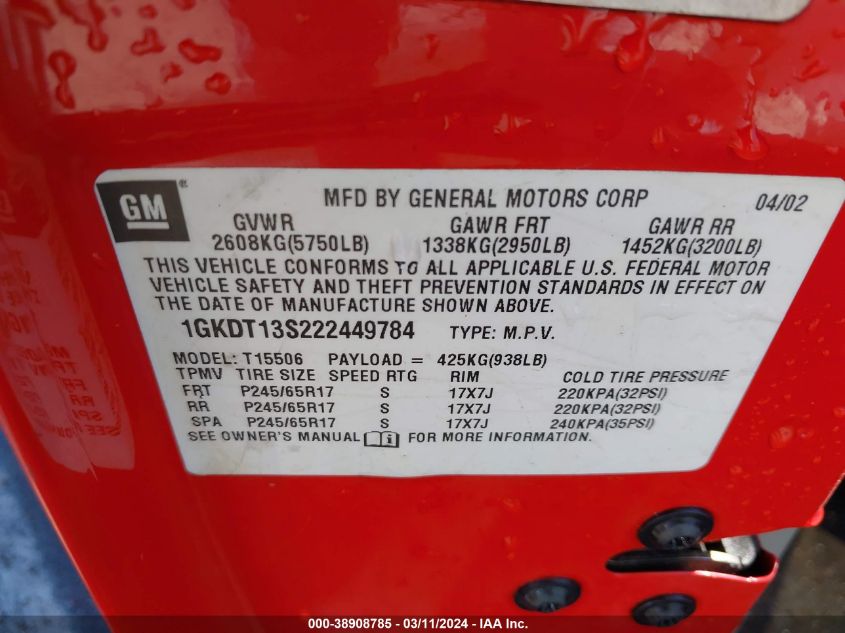 GM ® MFD BY GENERAL MOTORS CORP 04/02
GVWR GAWR FRT GAWR RR
2608KG(5750LB) 1338KG(2950LB) 1452KG(3200LB)
THIS VEHICLE CONFORMS TO ALL APPLICABLE U.S. FEDERAL MOTOR
VEHICLE SAFETY AND THEFT PREVENTION STANDARDS IN EFFECT ON
THE DATE OF MANUFACTURE SHOWN ABOVE.
1GKDT13S222449784 TYPE: M.P.V.
MODEL: T15506 PAYLOAD = 425KG(938LB)
TPMV TIRE SIZE SPEED RTG RIM COLD TIRE PRESSURE
FRT P245/65R17 S 17X7J 220KPA(32PSI)
RR P245/65R17 S 17X7J 220KPA(32PSI)
SPA P245/65R17 S 17X7J 240KPA(35PSI)
SEE OWNER'S MANUAL FOR MORE INFORMATION.
000-38908785 - 03/11/2024 - IAA Inc.